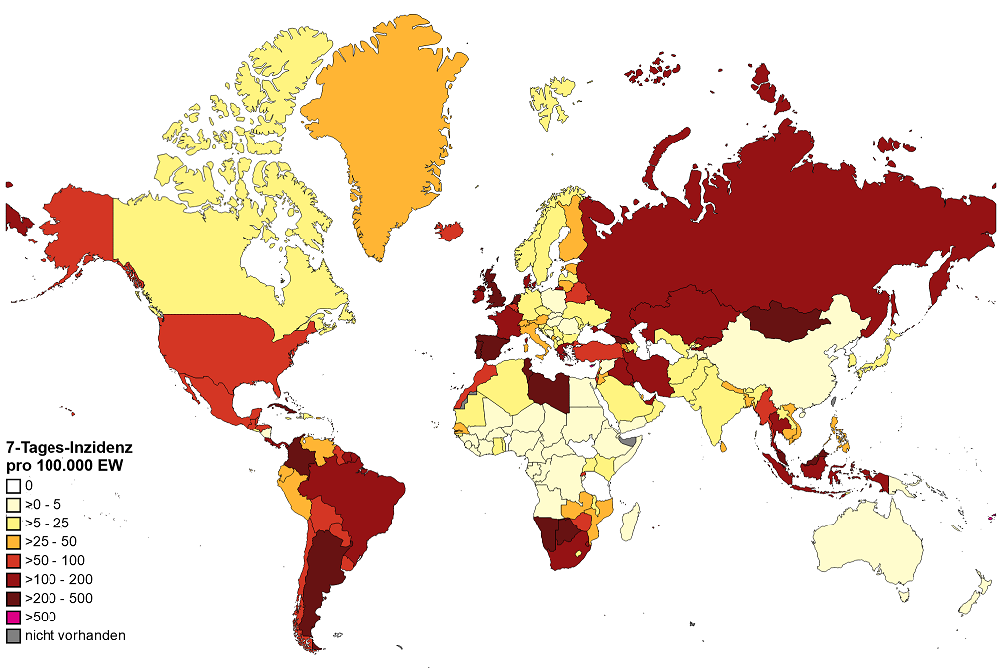 7-Tages-Inzidenz
pro 100.000 EW
0
>0 - 5
>5 - 25
>25 - 50
>50 - 100
>100 - 200
>200 - 500
>500
nicht vorhanden